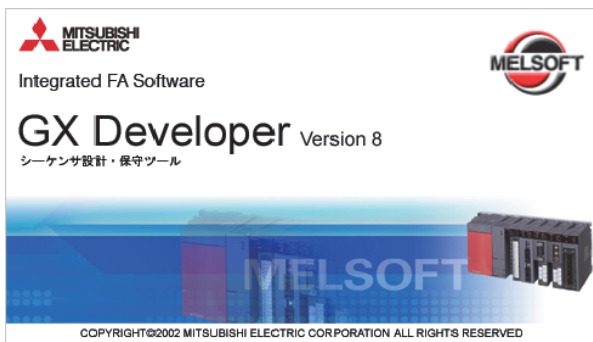 MITSUBISHI
ELECTRIC
MELSOFT
Integrated FA Software
GX Developer Version 8
シーケンサ設計・保守ツール
MELSOFT
COPYRIGHT©2002 MITSUBISHI ELECTRIC CORPORATION ALL RIGHTS RESERVED